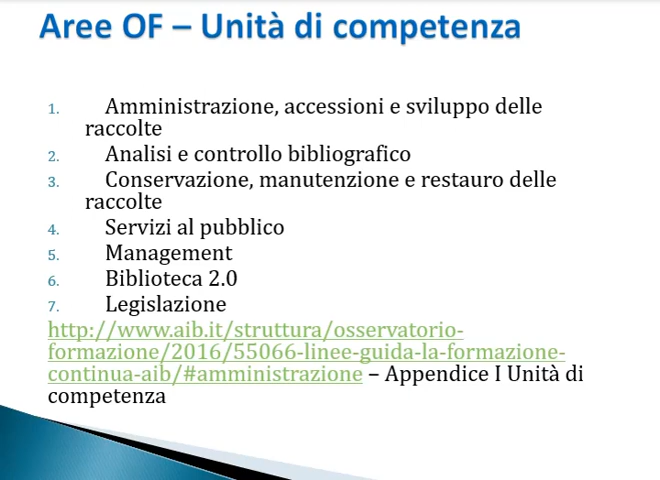 Aree OF – Unità di competenza
1. Amministrazione, accessioni e sviluppo delle
raccolte
2. Analisi e controllo bibliografico
3. Conservazione, manutenzione e restauro delle
raccolte
4. Servizi al pubblico
5. Management
6. Biblioteca 2.0
7. Legislazione
http://www.aib.it/struttura/osservatorio-
formazione/2016/55066-linee-guida-la-formazione-
continua-aib/#amministrazione – Appendice I Unità di
competenza